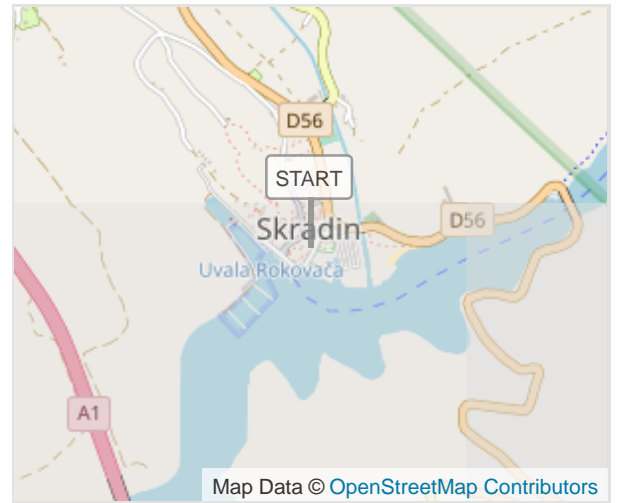 D56
START
Skradin
D56
Uvala Rokovača
A1
Map Data © OpenStreetMap Contributors